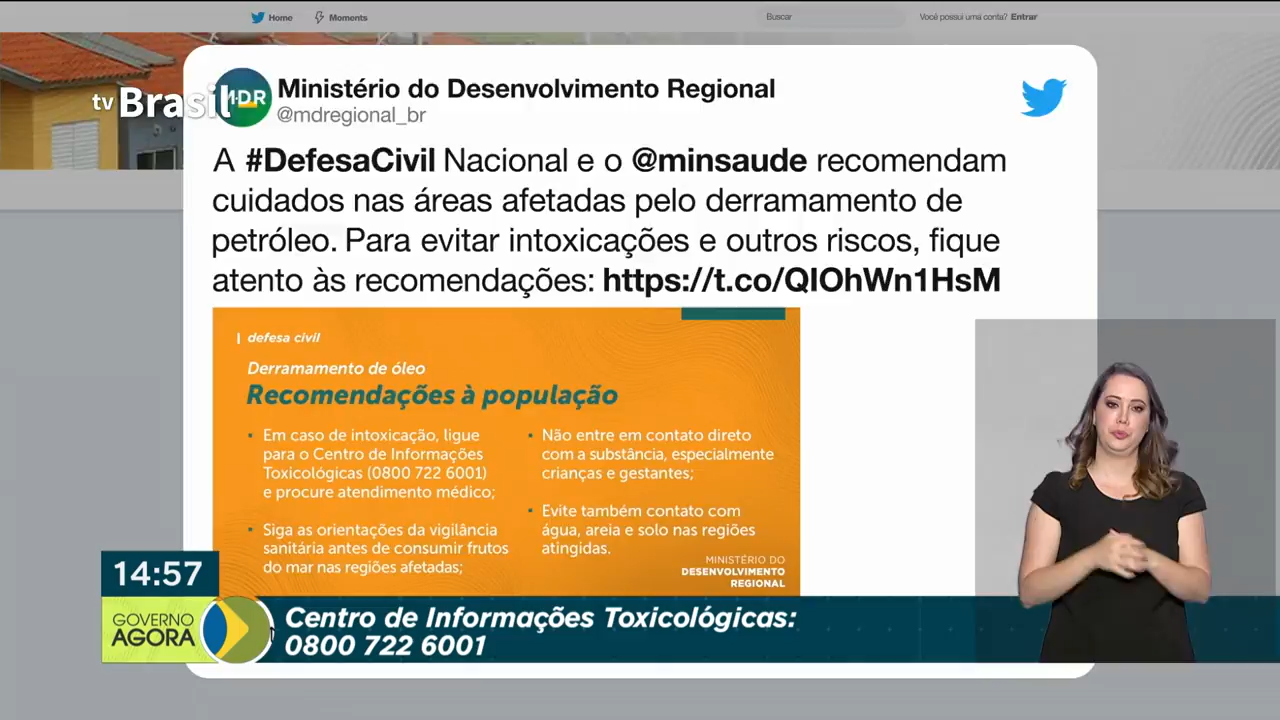 Home
Moments
Buscar
Você possui uma conta? Entrar
tv Brasil
MDR
Ministério do Desenvolvimento Regional
@mdregional_br
A #DefesaCivil Nacional e o @minsaude recomendam
cuidados nas áreas afetadas pelo derramamento de
petróleo. Para evitar intoxicações e outros riscos, fique
atento às recomendações: https://t.co/QIOhWn1HsM
defesa civil
Derramamento de óleo
Recomendações à população
• Em caso de intoxicação, ligue
para o Centro de Informações
Toxicológicas (0800 722 6001)
e procure atendimento médico;
• Siga as orientações da vigilância
sanitária antes de consumir frutos
do mar nas regiões afetadas;
• Não entre em contato direto
com a substância, especialmente
crianças e gestantes;
• Evite também contato com
água, areia e solo nas regiões
atingidas.
MINISTÉRIO DO
DESENVOLVIMENTO
REGIONAL
14:57
GOVERNO
AGORA
Centro de Informações Toxicológicas:
0800 722 6001